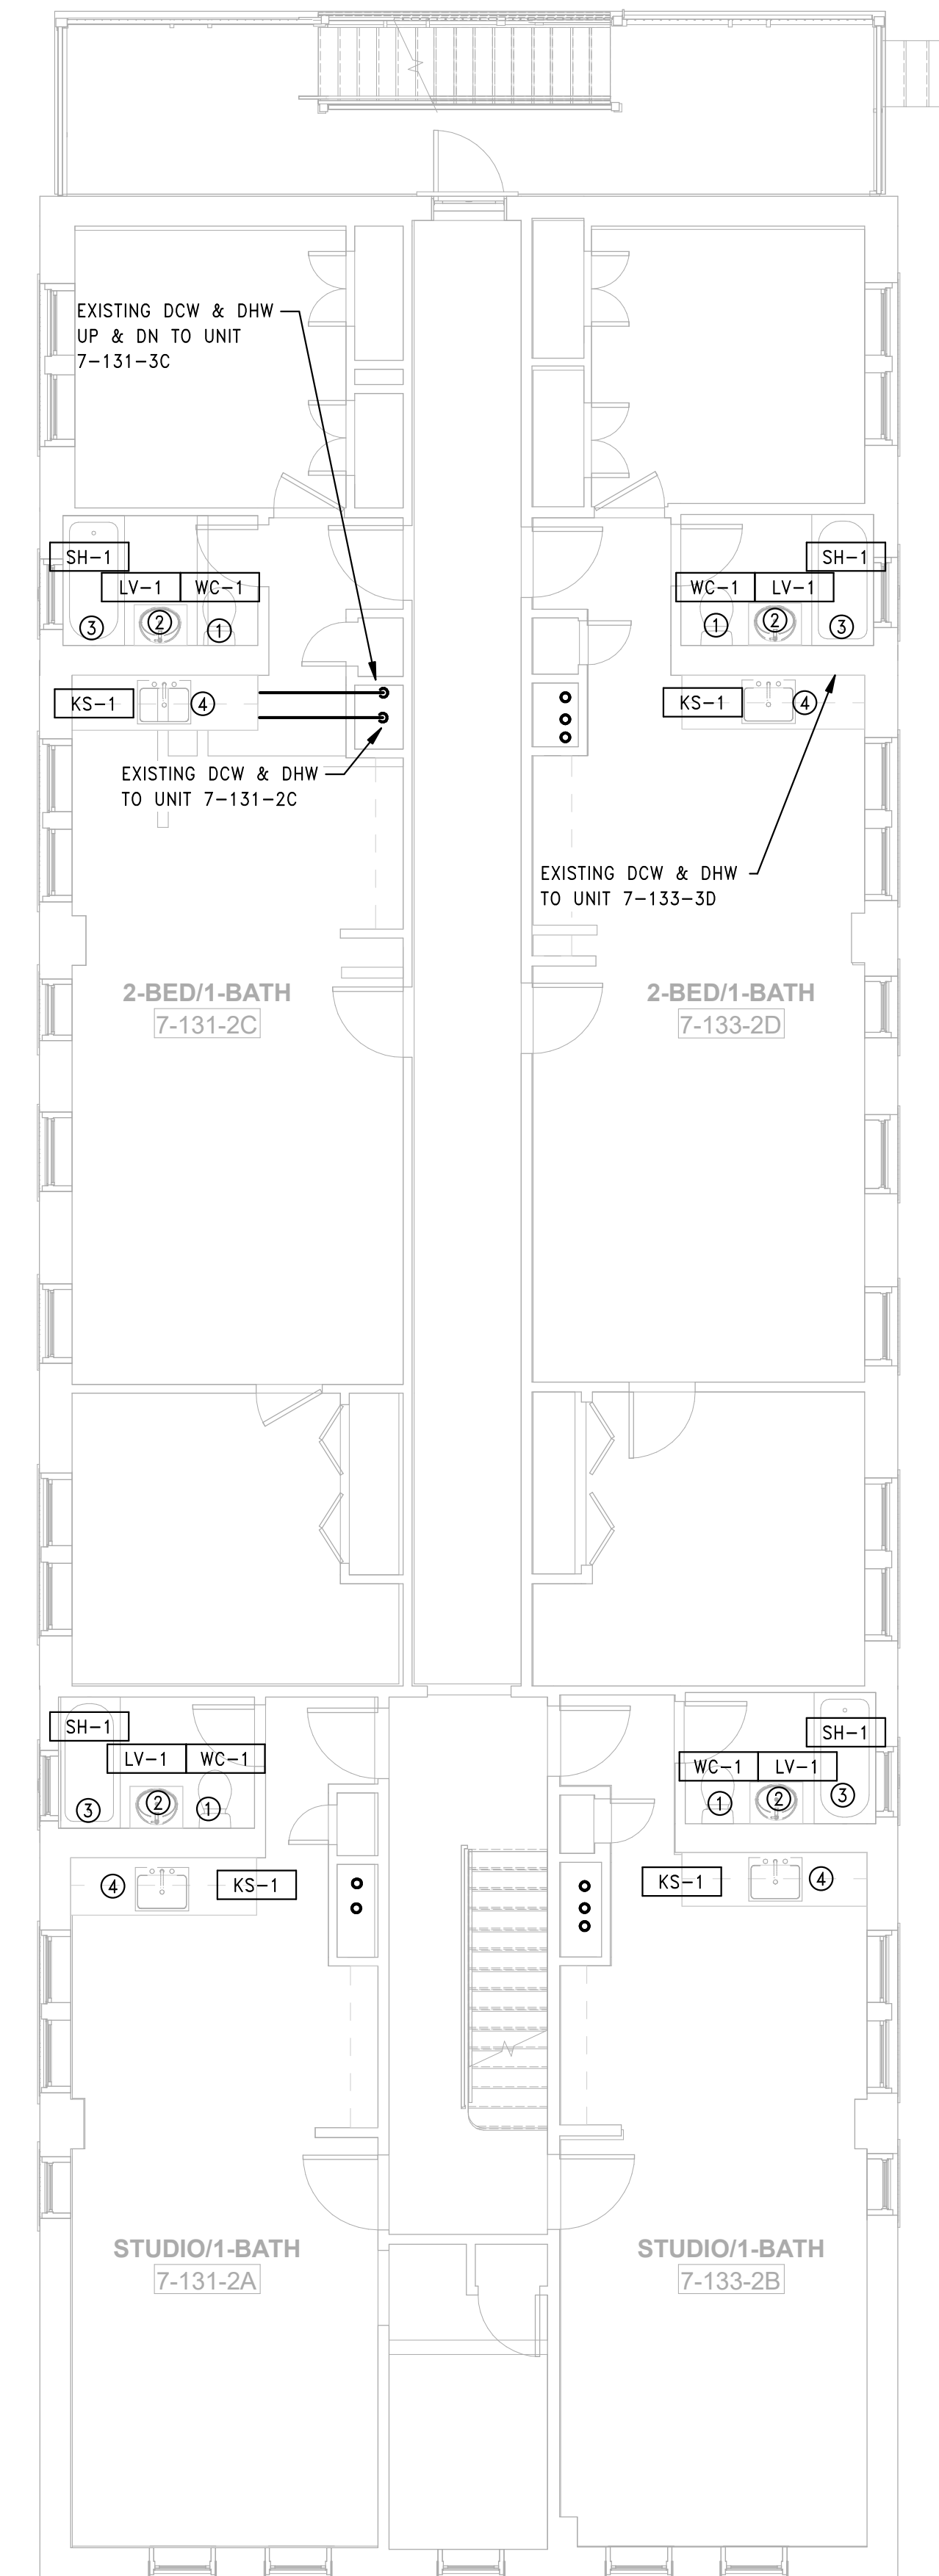 EXISTING DCW & DHW
UP & DN TO UNIT
7-131-3C
SH-1
LV-1
WC-1
3
2
1
WC-1
LV-1
SH-1
1
2
3
KS-1
4
KS-1
4
EXISTING DCW & DHW
TO UNIT 7-131-2C
EXISTING DCW & DHW
TO UNIT 7-133-3D
2-BED/1-BATH
7-131-2C
2-BED/1-BATH
7-133-2D
SH-1
LV-1
WC-1
3
2
1
SH-1
WC-1
LV-1
1
2
3
4
KS-1
KS-1
4
STUDIO/1-BATH
7-131-2A
STUDIO/1-BATH
7-133-2B